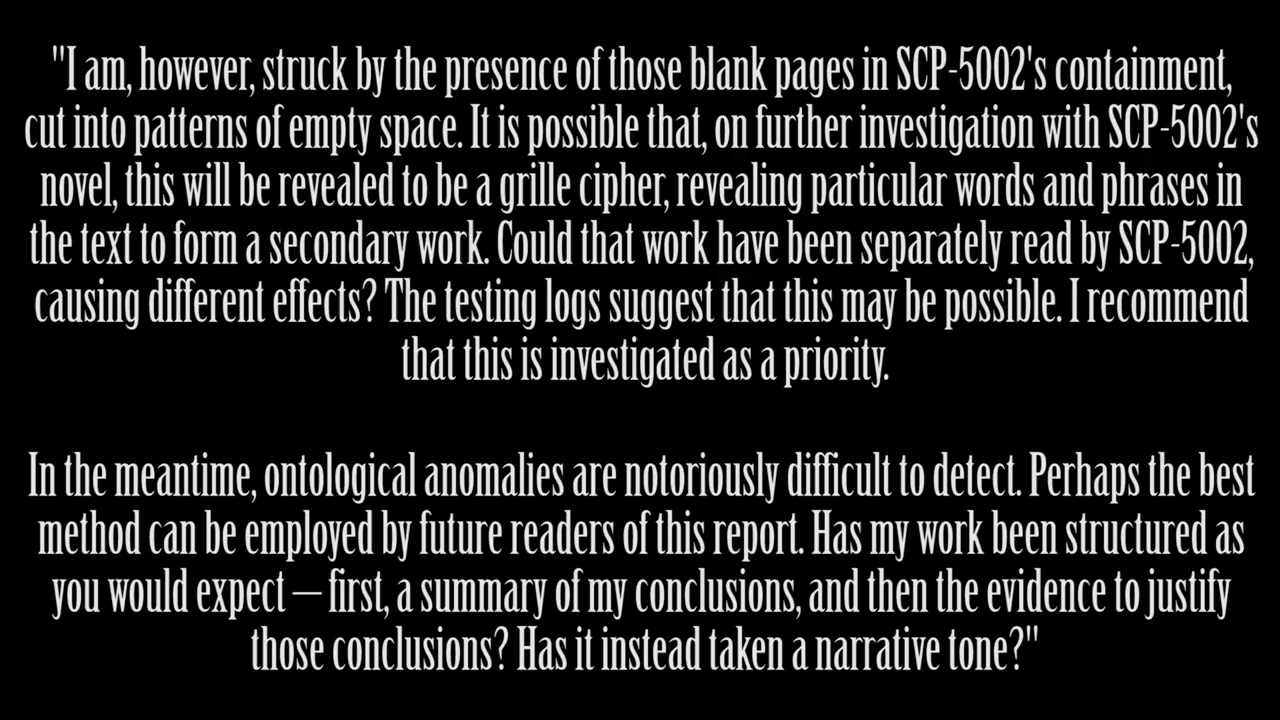 "I am, however, struck by the presence of those blank pages in SCP-5002's containment,
cut into patterns of empty space. It is possible that, on further investigation with SCP-5002's
novel, this will be revealed to be a grille cipher, revealing particular words and phrases in
the text to form a secondary work. Could that work have been separately read by SCP-5002,
causing different effects? The testing logs suggest that this may be possible. I recommend
that this is investigated as a priority.
In the meantime, ontological anomalies are notoriously difficult to detect. Perhaps the best
method can be employed by future readers of this report. Has my work been structured as
you would expect — first, a summary of my conclusions, and then the evidence to justify
those conclusions? Has it instead taken a narrative tone?"